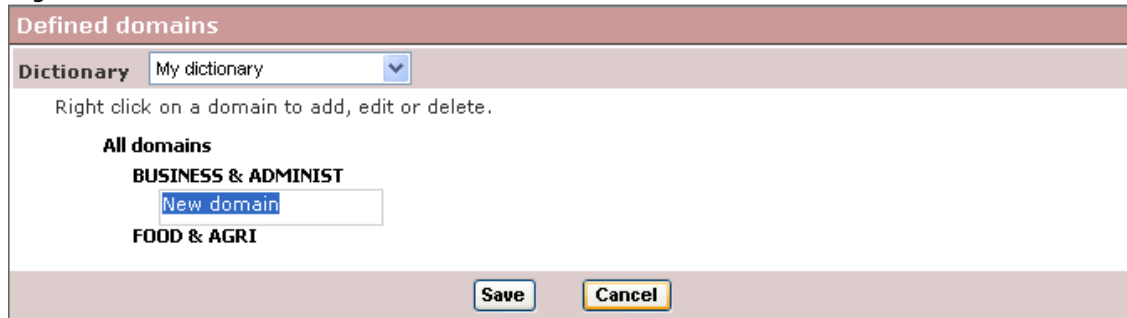 Defined domains
Dictionary My dictionary
Right click on a domain to add, edit or delete.
All domains
BUSINESS & ADMINIST
New domain
FOOD & AGRI
Save Cancel